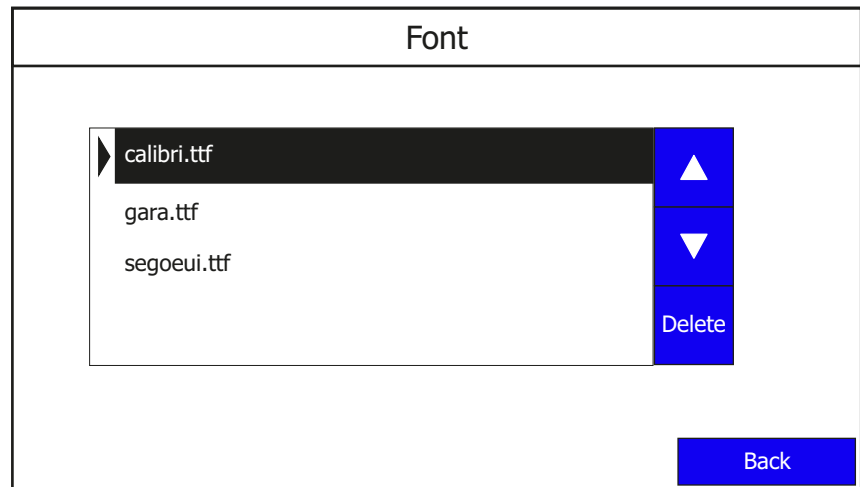 Font
calibri.ttf
gara.ttf
segoeui.ttf
Delete
Back